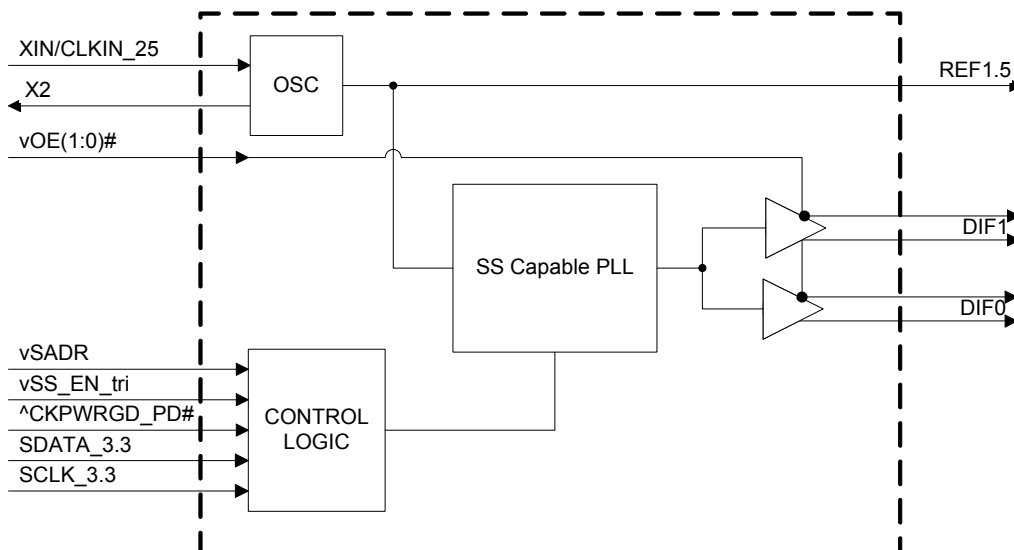 XIN/CLKIN_25
X2
vOE(1:0)#
OSC
REF1.5
SS Capable PLL
DIF1
DIF0
vSADR
vSS_EN_tri
^CKPWRGD_PD#
SDATA_3.3
SCLK_3.3
CONTROL
LOGIC